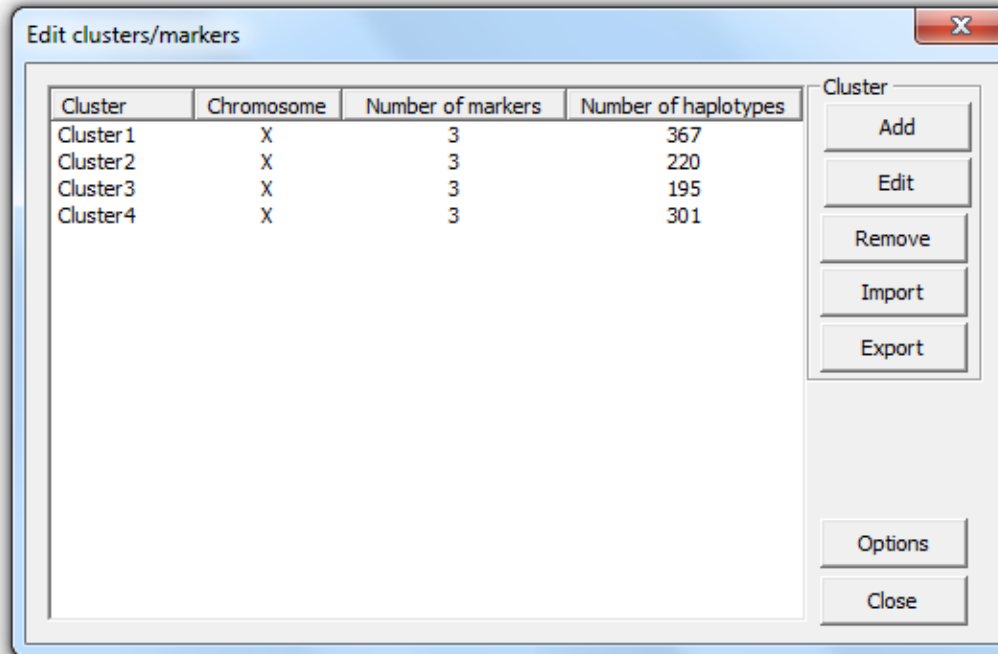 Edit clusters/markers
X
Cluster Chromosome Number of markers Number of haplotypes
Cluster1 X 3 367
Cluster2 X 3 220
Cluster3 X 3 195
Cluster4 X 3 301
Cluster
Add
Edit
Remove
Import
Export
Options
Close